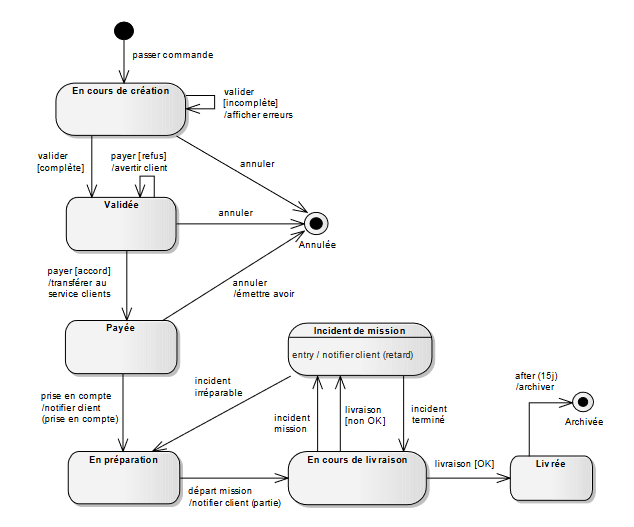 passer commande
En cours de création
valider
[incomplète]
/afficher erreurs
valider
[complète]
payer [refus]
/avertir client
annuler
Validée
annuler
Annulée
payer [accord]
/transférer au
service clients
annuler
/émettre avoir
Payée
Incident de mission
entry / notifier client (retard)
prise en compte
/notifier client
(prise en compte)
incident
irréparable
incident
mission
livraison
[non OK]
incident
terminé
after (15j)
/archiver
Archivée
En préparation
départ mission
/notifier client (partie)
En cours de livraison
livraison [OK]
Livrée